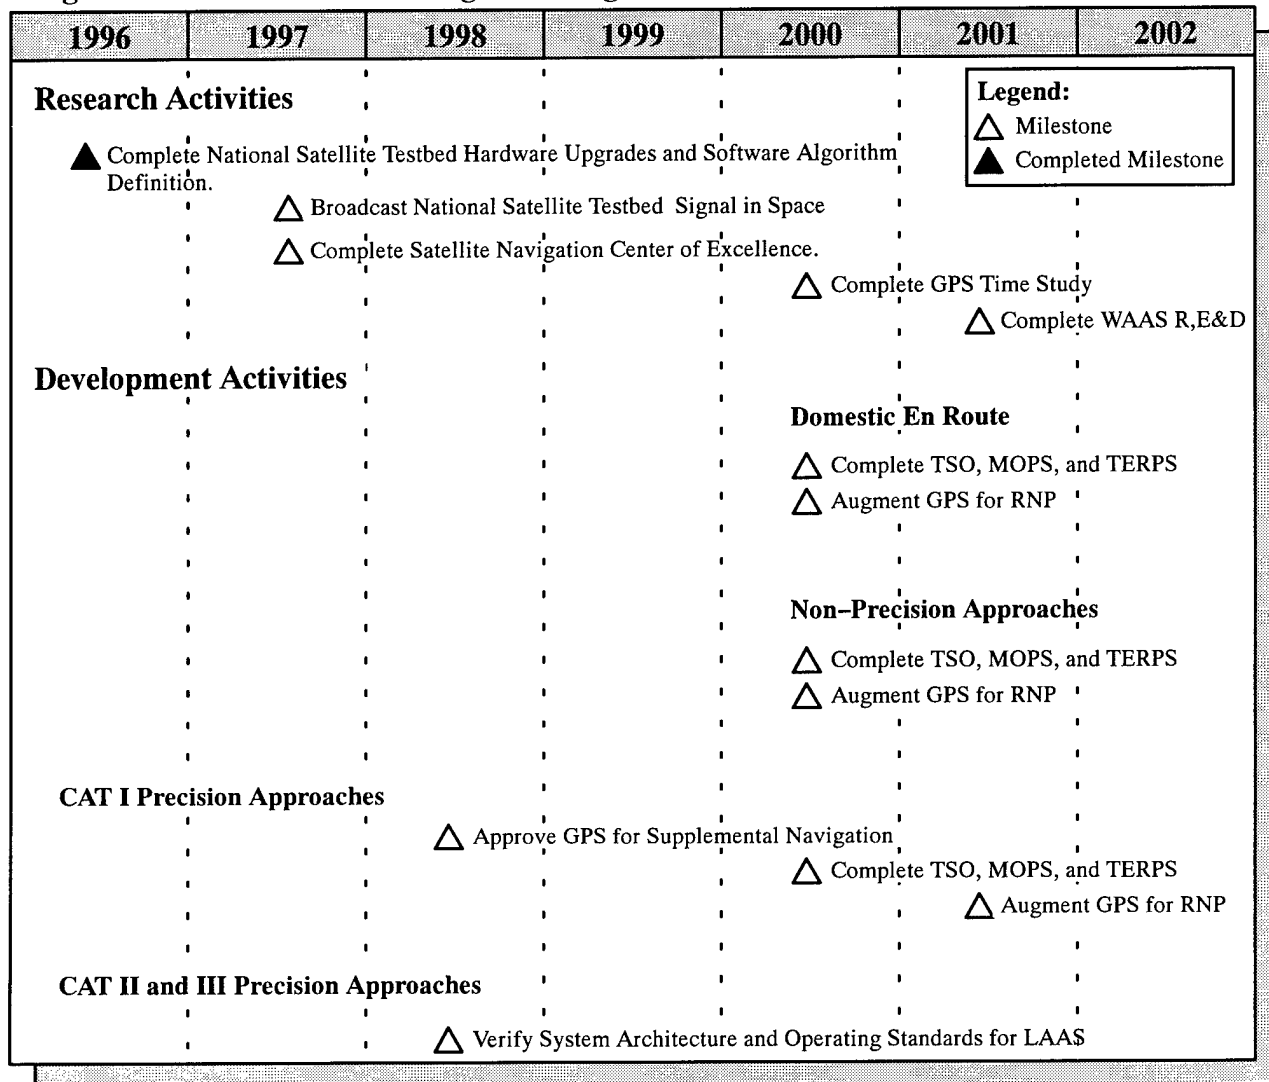 1996 1997 1998 1999 2000 2001 2002
Research Activities
Legend:
Milestone
Completed Milestone
Complete National Satellite Testbed Hardware Upgrades and Software Algorithm
Definition.
Broadcast National Satellite Testbed Signal in Space
Complete Satellite Navigation Center of Excellence.
Complete GPS Time Study
Complete WAAS R,E&D
Development Activities
Domestic En Route
Complete TSO, MOPS, and TERPS
Augment GPS for RNP
Non–Precision Approaches
Complete TSO, MOPS, and TERPS
Augment GPS for RNP
CAT I Precision Approaches
Approve GPS for Supplemental Navigation
Complete TSO, MOPS, and TERPS
Augment GPS for RNP
CAT II and III Precision Approaches
Verify System Architecture and Operating Standards for LAAS